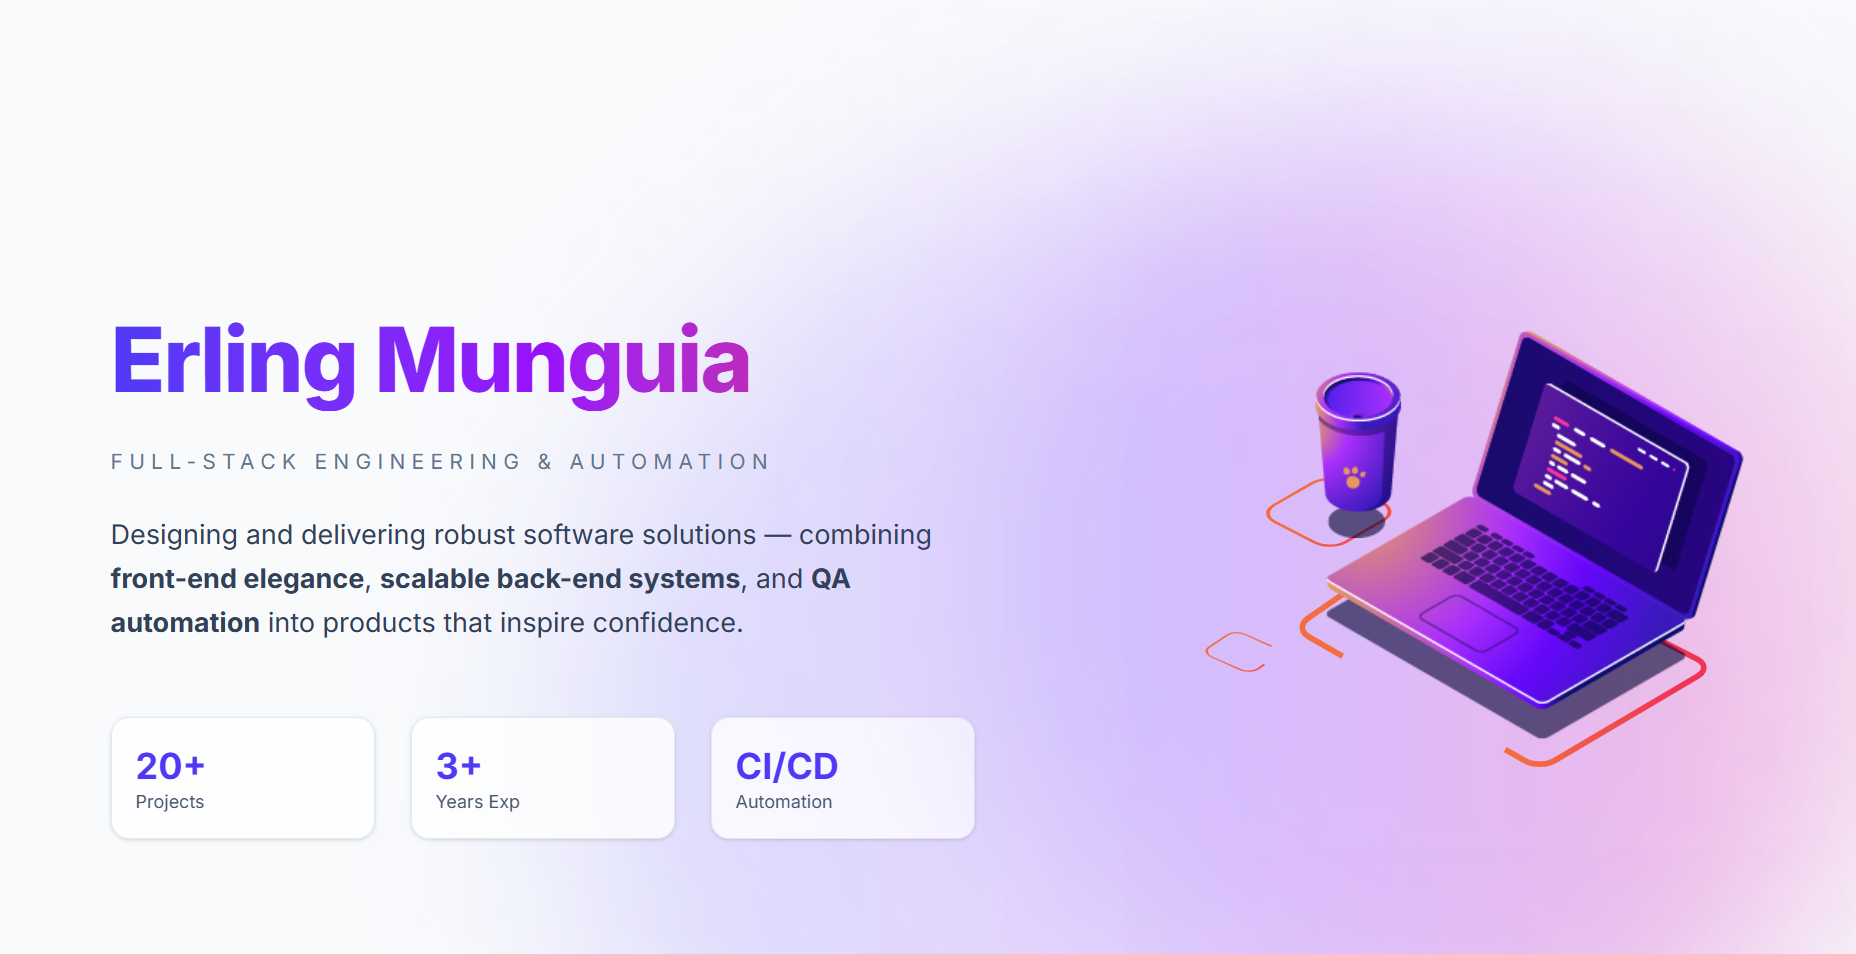 Erling Munguia
FULL-STACK ENGINEERING & AUTOMATION
Designing and delivering robust software solutions — combining
front-end elegance, scalable back-end systems, and QA
automation into products that inspire confidence.
20+
Projects
3+
Years Exp
CI/CD
Automation